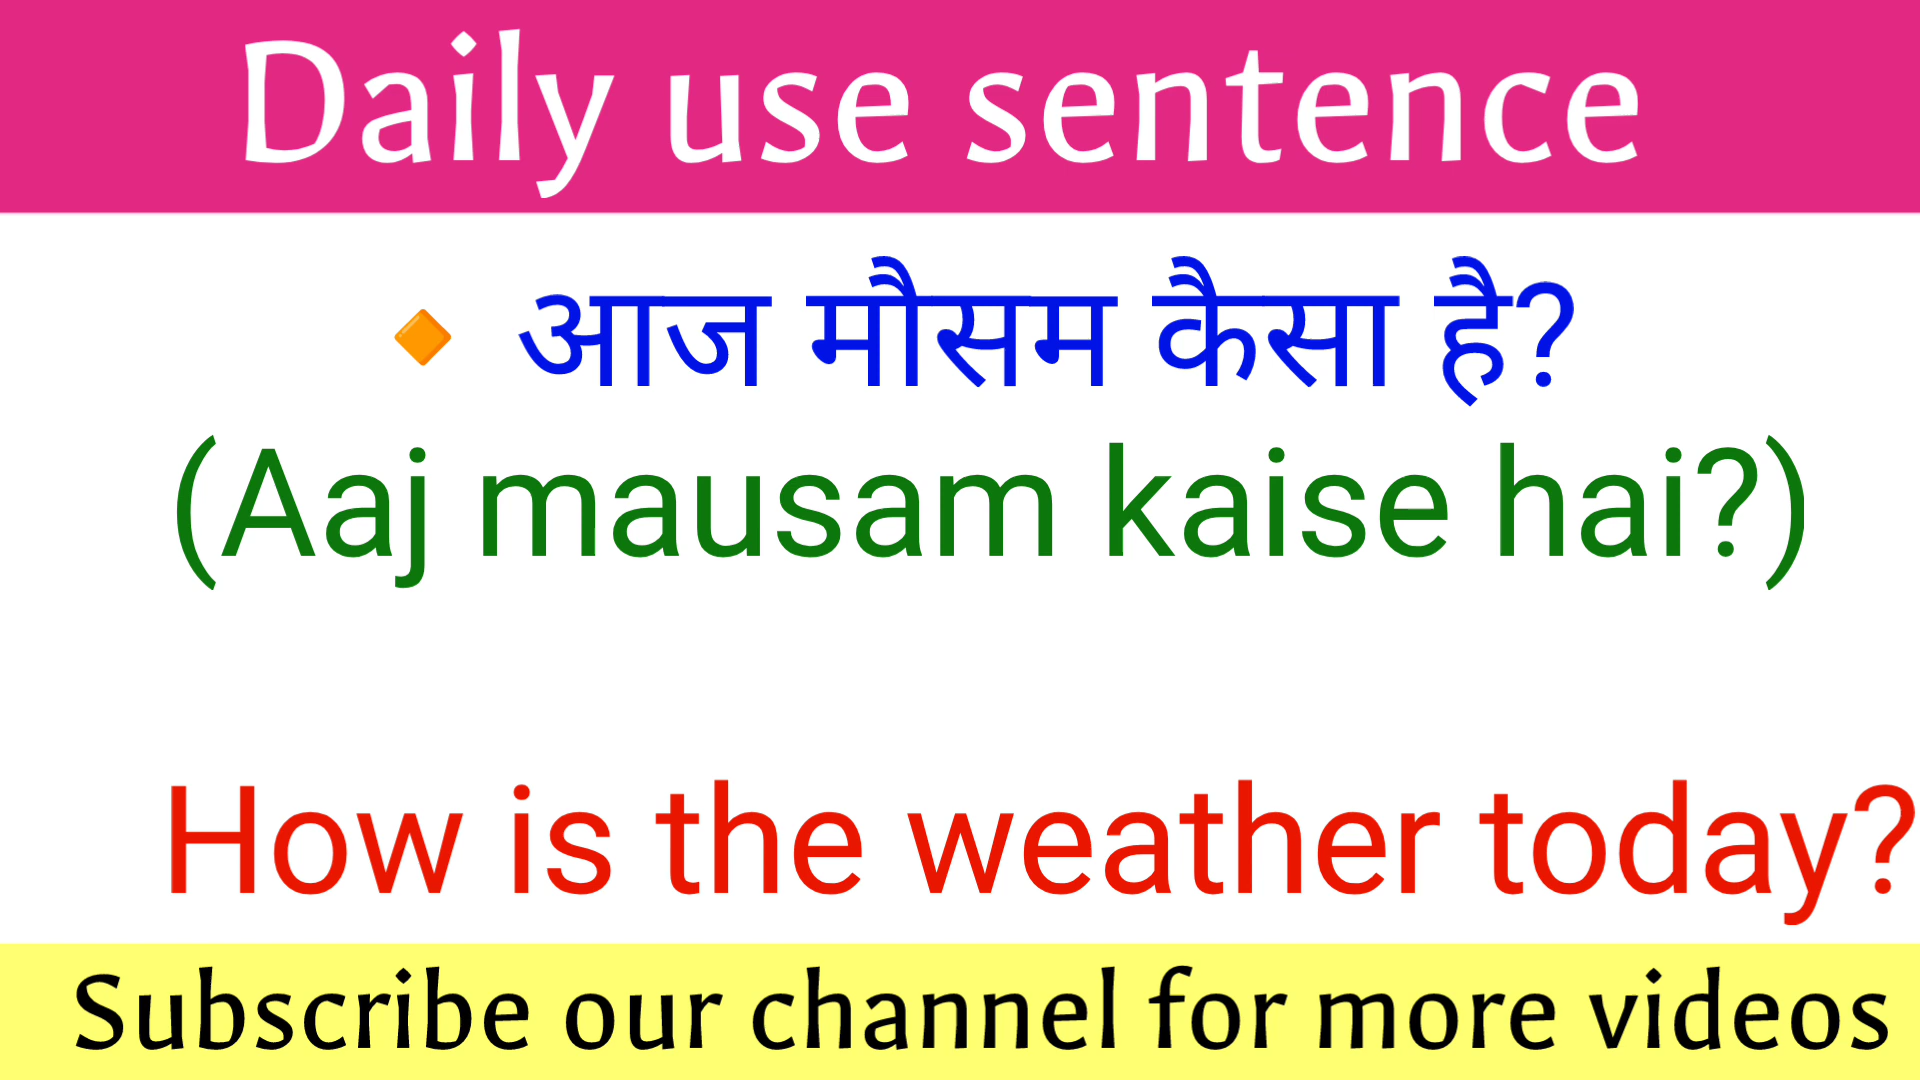 Daily use sentence
🔸 आज मौसम कैसा है?
(Aaj mausam kaise hai?)
How is the weather today?
Subscribe our channel for more videos